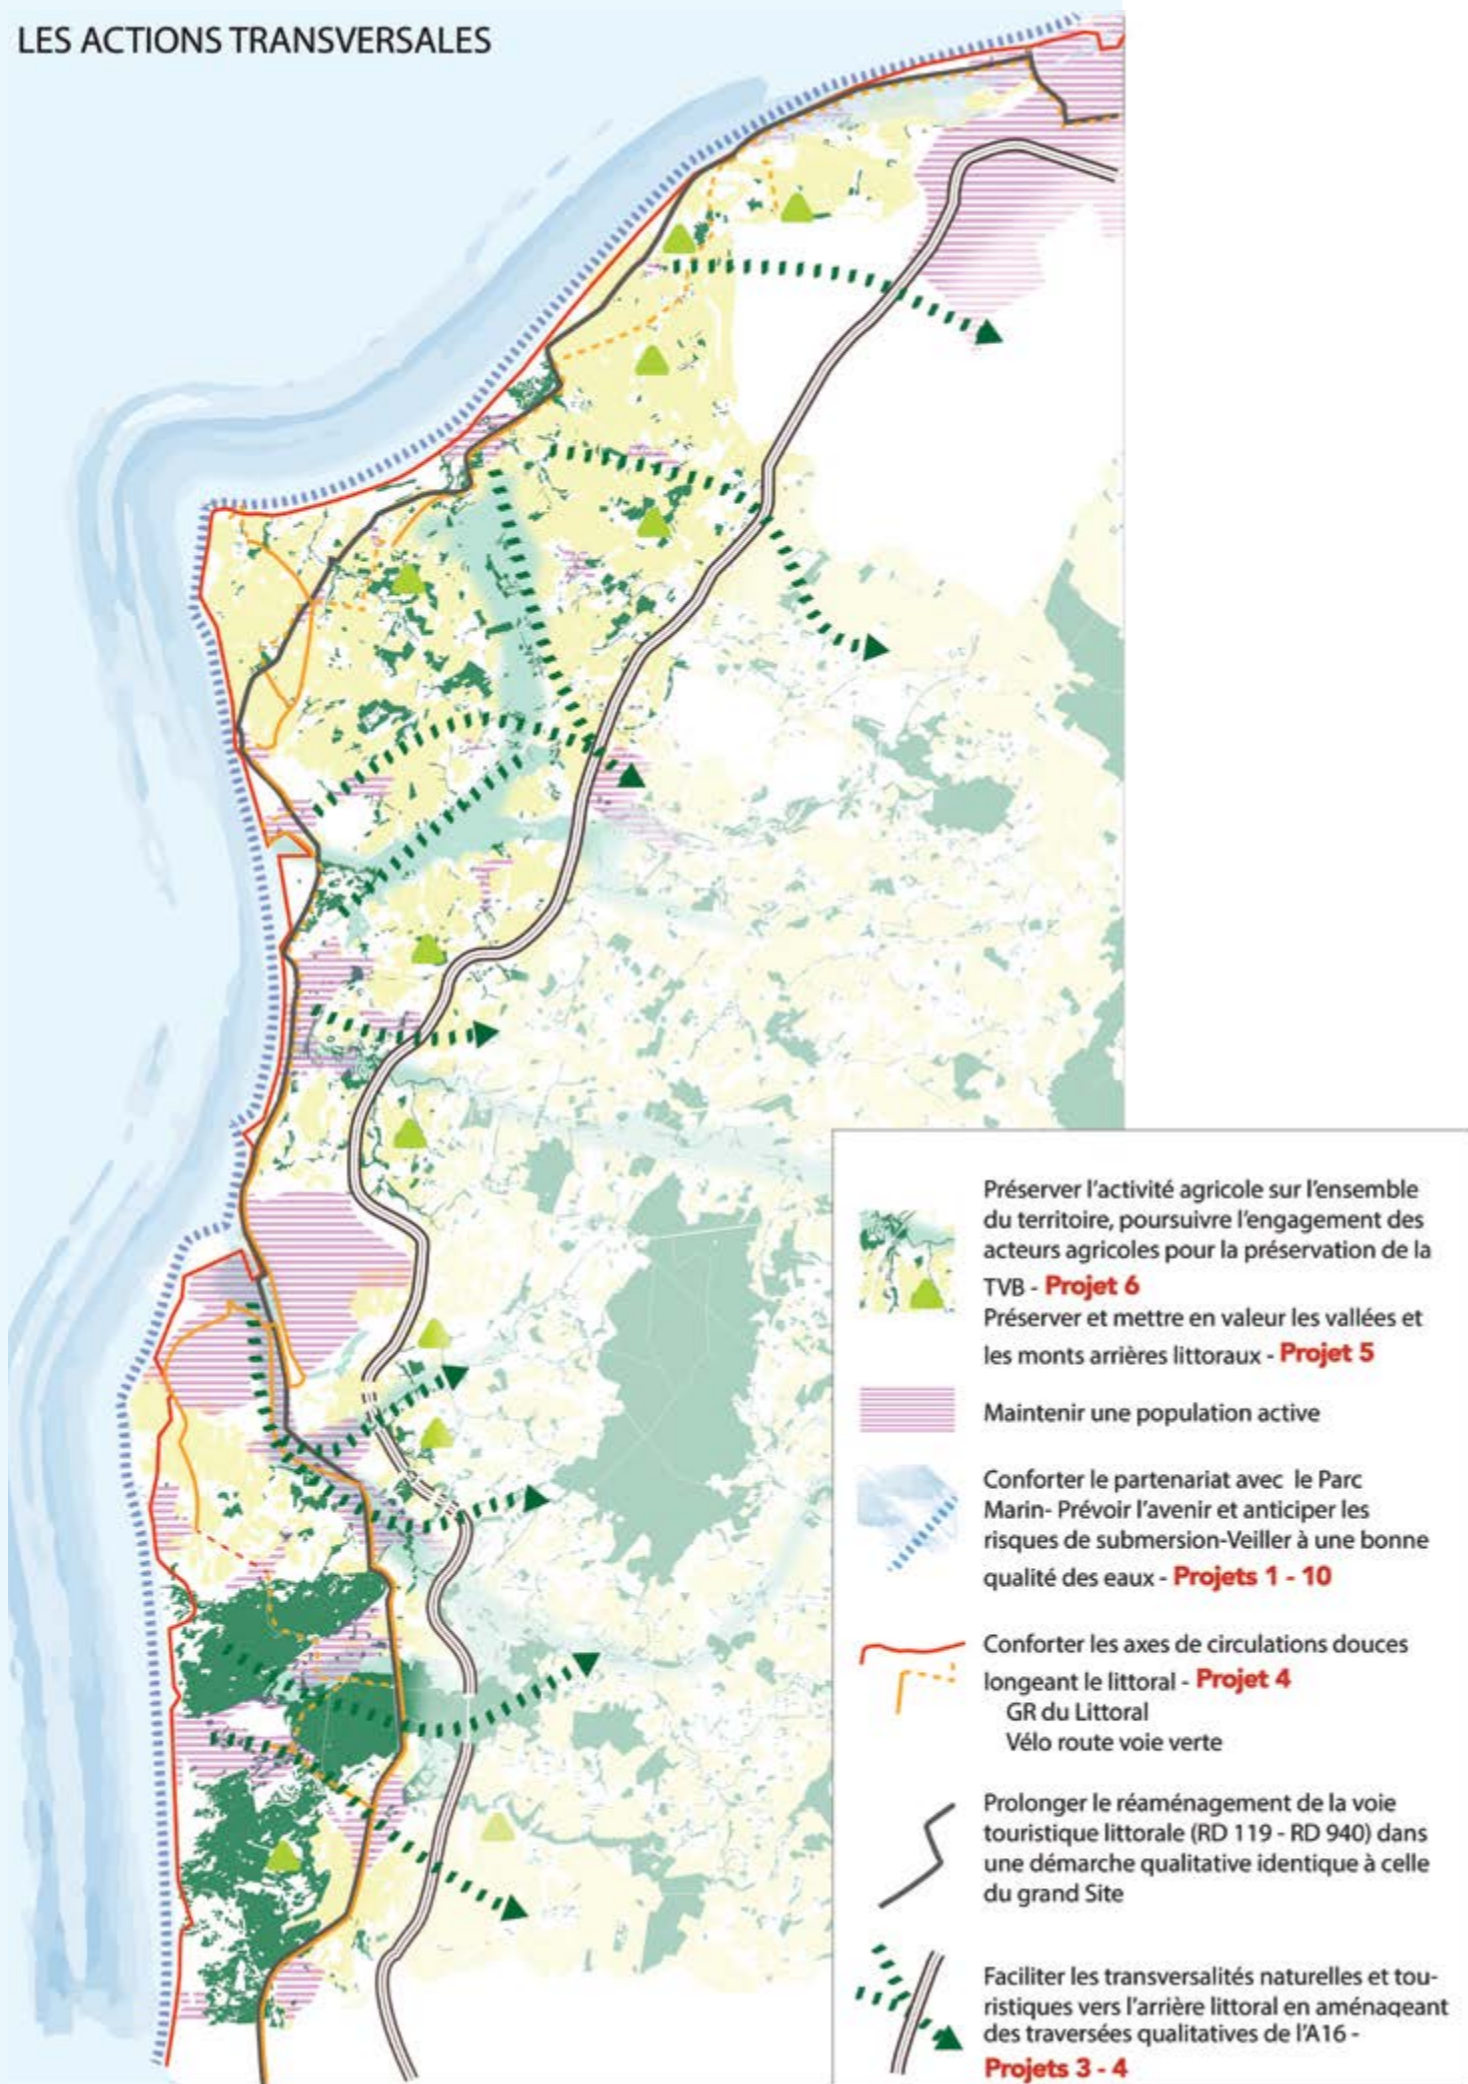 LES ACTIONS TRANSVERSALES
Préserver l'activité agricole sur l'ensemble
du territoire, poursuivre l'engagement des
acteurs agricoles pour la préservation de la
TVB - Projet 6
Préserver et mettre en valeur les vallées et
les monts arrières littoraux - Projet 5
Maintenir une population active
Conforter le partenariat avec le Parc
Marin- Prévoir l'avenir et anticiper les
risques de submersion-Veiller à une bonne
qualité des eaux - Projets 1 - 10
Conforter les axes de circulations douces
longeant le littoral - Projet 4
GR du Littoral
Vélo route voie verte
Prolonger le réaménagement de la voie
touristique littorale (RD 119 - RD 940) dans
une démarche qualitative identique à celle
du grand Site
Faciliter les transversalités naturelles et tou-
ristiques vers l'arrière littoral en aménageant
des traversées qualitatives de l'A16 -
Projets 3 - 4